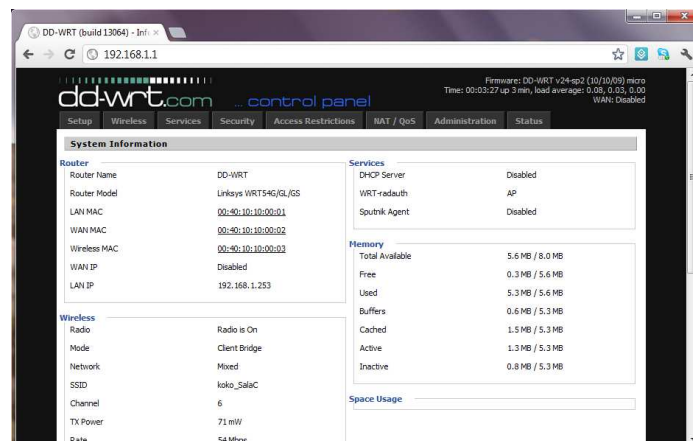 DD-WRT (build 13064) - Info
192.168.1.1
dd-wrt.com ... control panel
Firmware: DD-WRT v24-sp2 (10/10/09) micro
Time: 00:03:27 up 3 min, load average: 0.08, 0.03, 0.00
WAN: Disabled
Setup Wireless Services Security Access Restrictions NAT / QoS Administration Status
System Information
Router
Router Name DD-WRT
Router Model Linksys WRT54G/GL/GS
LAN MAC 00:40:10:10:00:01
WAN MAC 00:40:10:10:00:02
Wireless MAC 00:40:10:10:00:03
WAN IP Disabled
LAN IP 192.168.1.253
Wireless
Radio Radio is On
Mode Client Bridge
Network Mixed
SSID koko_SalaC
Channel 6
TX Power 71 mW
Rate 54 Mbps
Services
DHCP Server Disabled
WRT-radauth AP
Sputnik Agent Disabled
Memory
Total Available 5.6 MB / 8.0 MB
Free 0.3 MB / 5.6 MB
Used 5.3 MB / 5.6 MB
Buffers 0.6 MB / 5.3 MB
Cached 1.5 MB / 5.3 MB
Active 1.3 MB / 5.3 MB
Inactive 0.8 MB / 5.3 MB
Space Usage